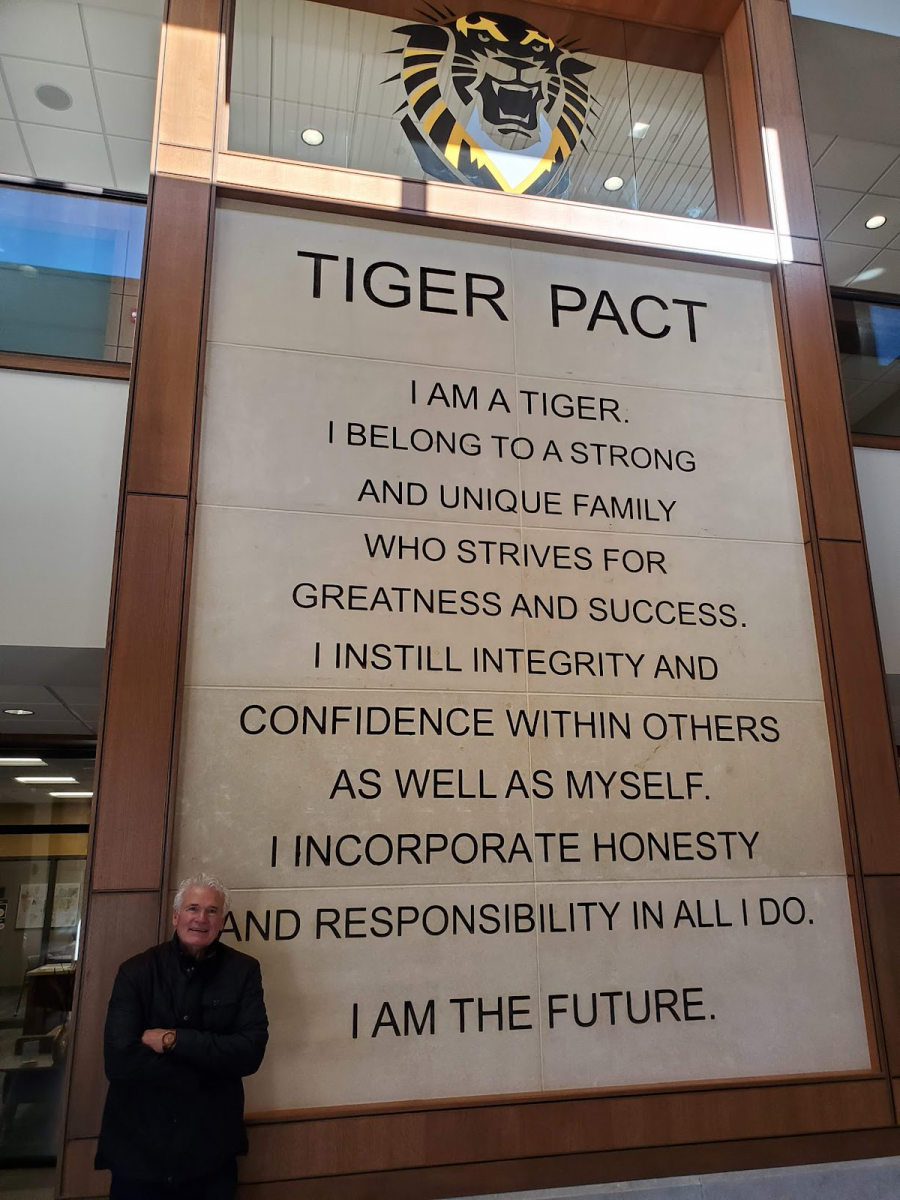 TIGER PACT
I AM A TIGER.
I BELONG TO A STRONG
AND UNIQUE FAMILY
WHO STRIVES FOR
GREATNESS AND SUCCESS.
I INSTILL INTEGRITY AND
CONFIDENCE WITHIN OTHERS
AS WELL AS MYSELF.
I INCORPORATE HONESTY
AND RESPONSIBILITY IN ALL I DO.
I AM THE FUTURE.